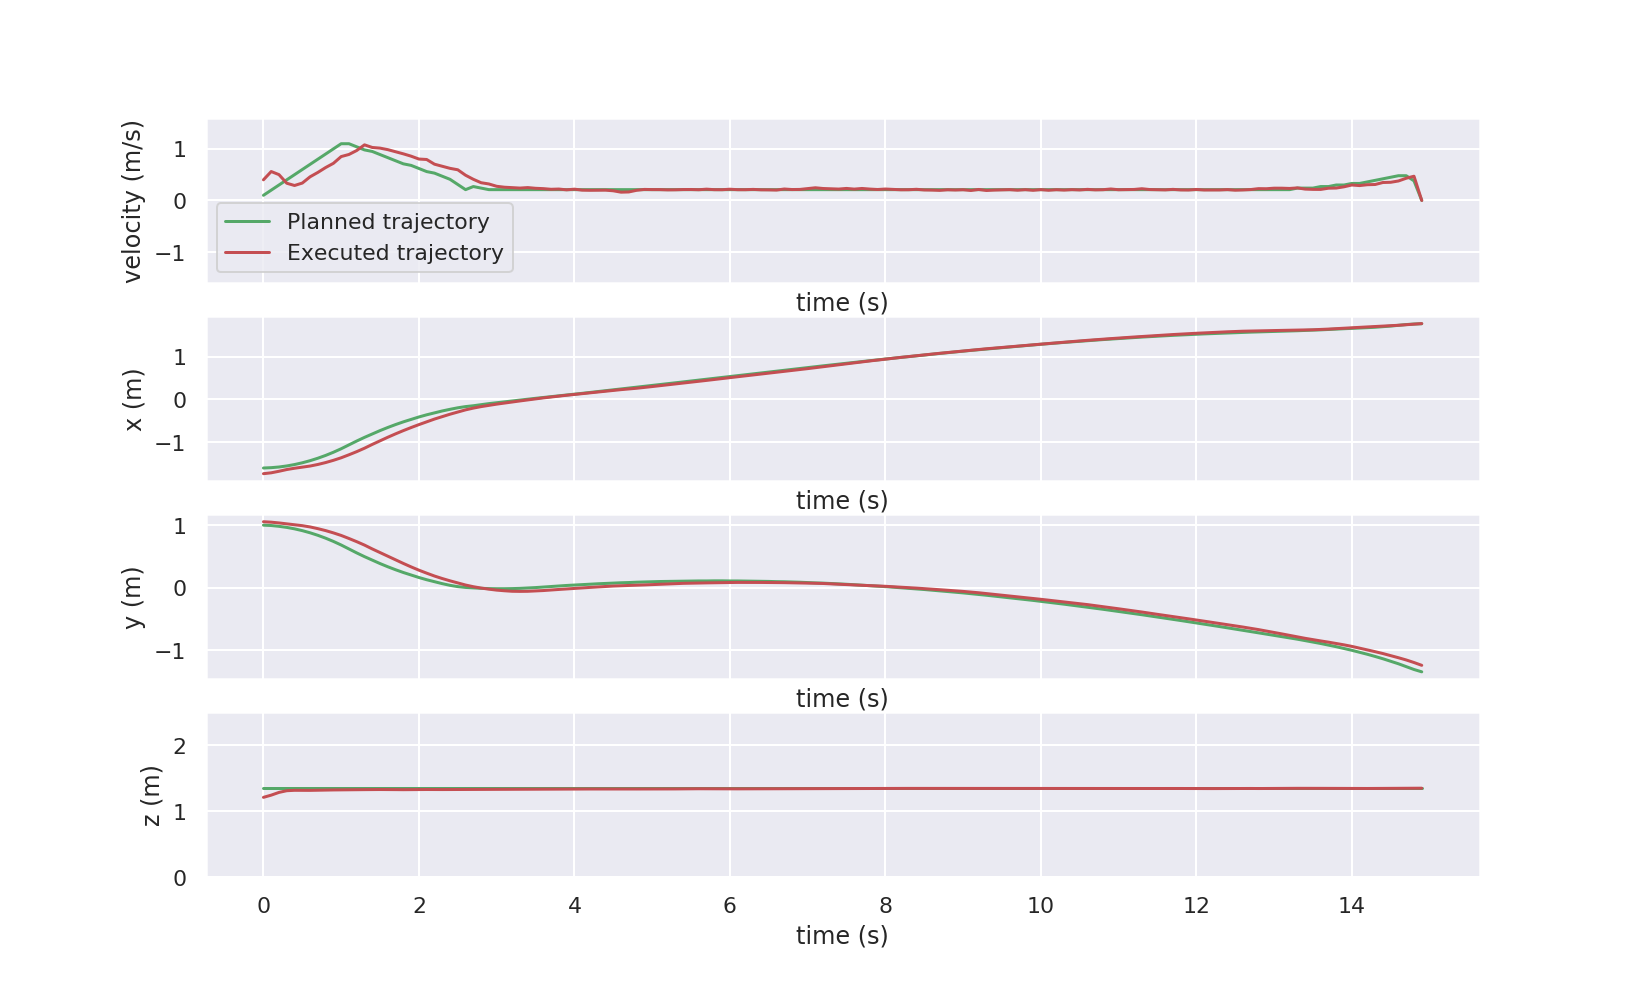 velocity (m/s)
1
0
−1
Planned trajectory
Executed trajectory
time (s)
x (m)
1
0
−1
time (s)
y (m)
1
0
−1
time (s)
z (m)
2
1
0
0 2 4 6 8 10 12 14
time (s)